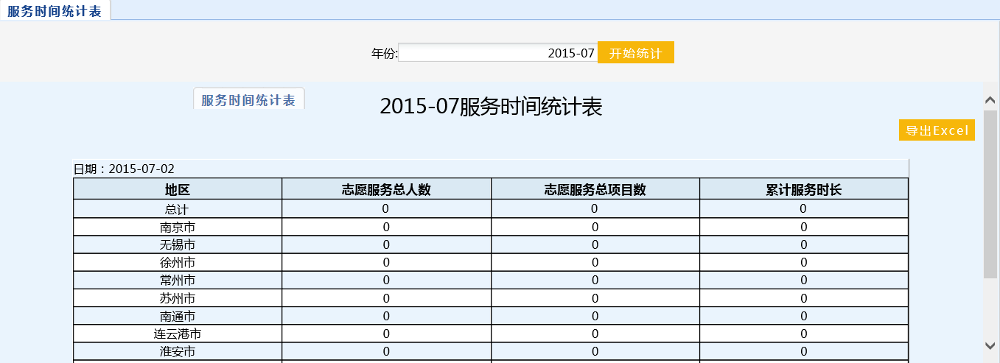 服务时间统计表
年份: 2015-07 开始统计
服务时间统计表
2015-07服务时间统计表
导出Excel
日期：2015-07-02
地区 志愿服务总人数 志愿服务总项目数 累计服务时长
总计 0 0 0
南京市 0 0 0
无锡市 0 0 0
徐州市 0 0 0
常州市 0 0 0
苏州市 0 0 0
南通市 0 0 0
连云港市 0 0 0
淮安市 0 0 0